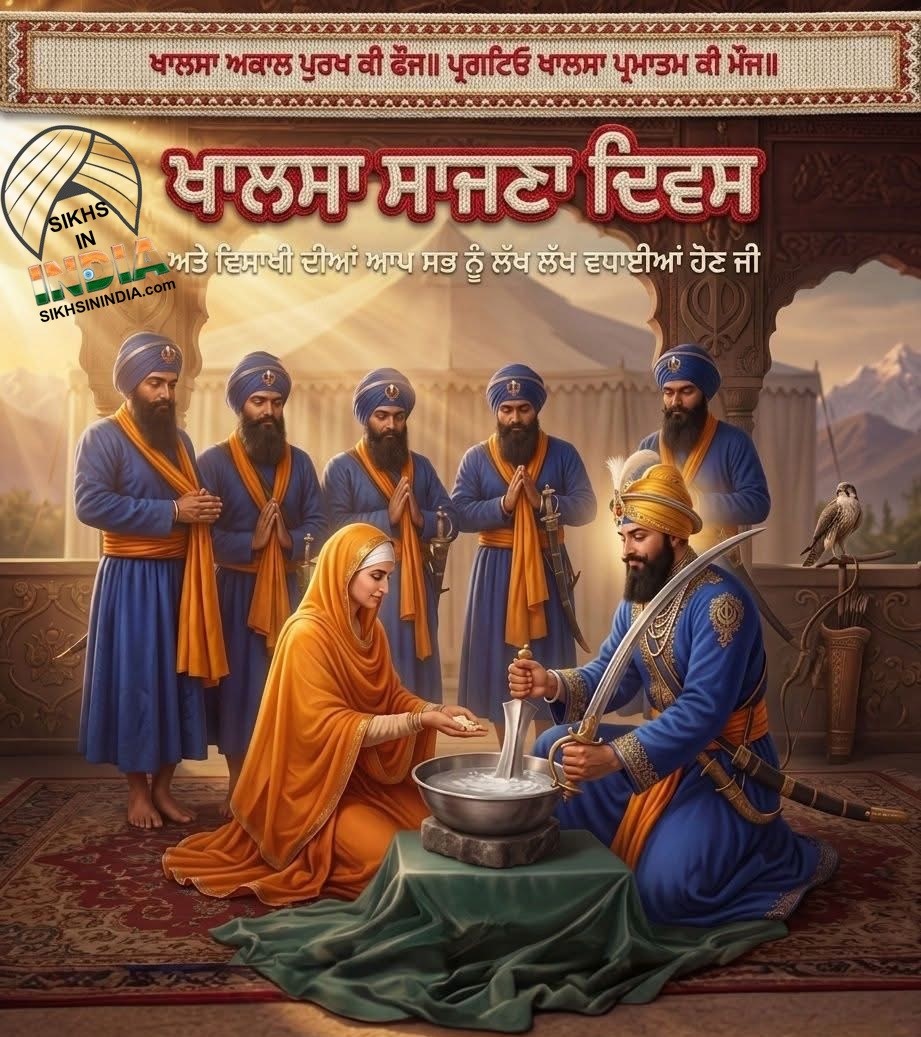 ਖਾਲਸਾ ਅਕਾਲ ਪੁਰਖ ਕੀ ਫੌਜ॥ ਪ੍ਰਗਟਿਓ ਖਾਲਸਾ ਪ੍ਰਮਾਤਮ ਕੀ ਮੌਜ॥
ਖਾਲਸਾ ਸਾਜਣਾ ਦਿਵਸ
ਅਤੇ ਵਿਸਾਖੀ ਦੀਆਂ ਆਪ ਸਭ ਨੂੰ ਲੱਖ ਲੱਖ ਵਧਾਈਆਂ ਹੋਣ ਜੀ
SIKHS
IN
INDIA
SIKHSININDIA.com